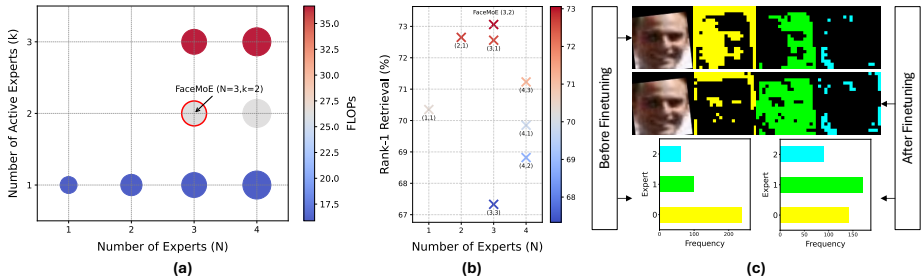 3
2
1
1 2 3 4
Number of Active Experts (k)
Number of Experts (N)
FaceMoE (N=3,k=2)
35.0
32.5
30.0
27.5
25.0
22.5
20.0
17.5
FLOPs
(a)
73
72
71
70
69
68
67
1 2 3 4
Rank-1 Retrieval (%)
Number of Experts (N)
FaceMoE (3,2)
(2,1)
(3,1)
(4,3)
(1,1)
(4,1)
(4,2)
(3,3)
73
72
71
70
69
68
(b)
Before Finetuning
2
1
0
Expert
0 100 200
Frequency
2
1
0
Expert
0 50 100 150
Frequency
After Finetuning
(c)